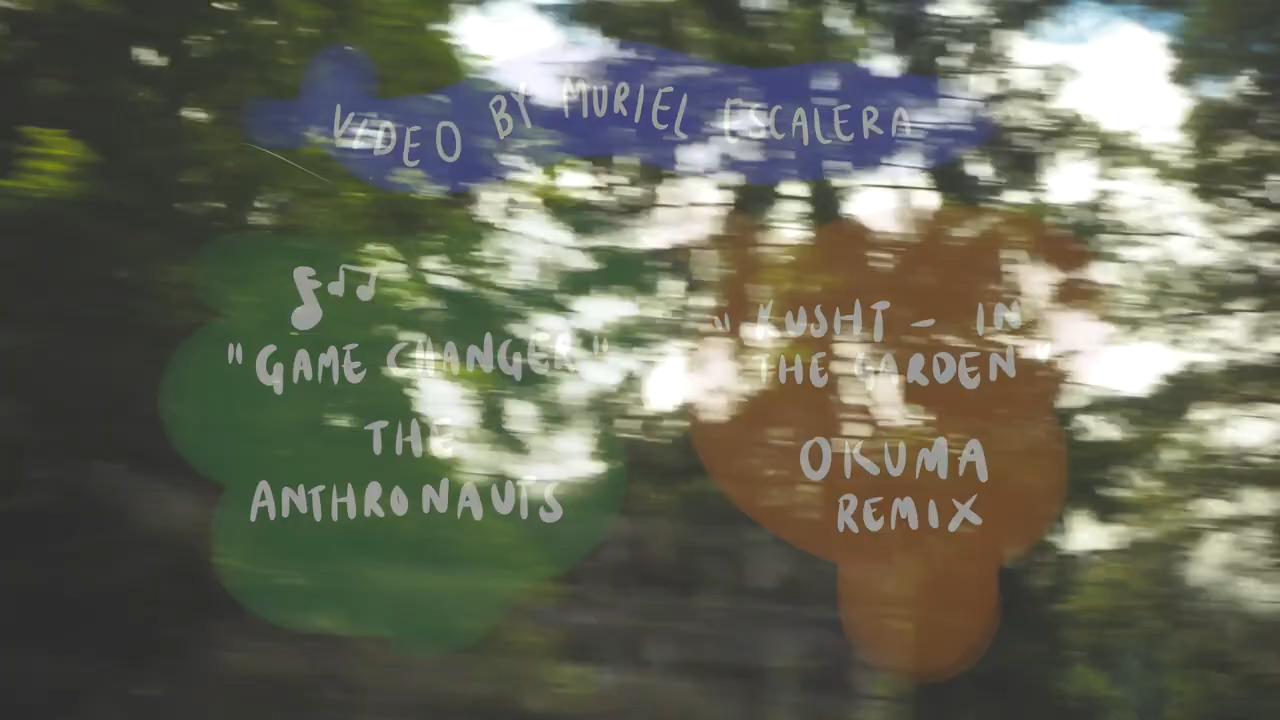 VIDEO BY MURIEL ESCALERA
"GAME CHANGER"
THE
ANTHRONAUTS
"KUSHT - IN
THE GARDEN"
OKUMA
REMIX